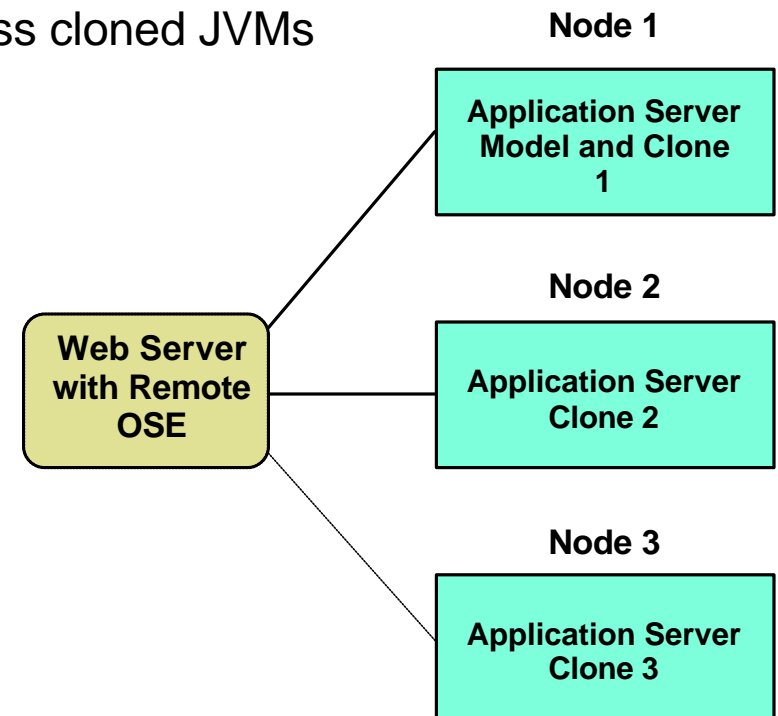 ss cloned JVMs
Node 1
Application Server
Model and Clone
1
Node 2
Web Server
with Remote
OSE
Application Server
Clone 2
Node 3
Application Server
Clone 3